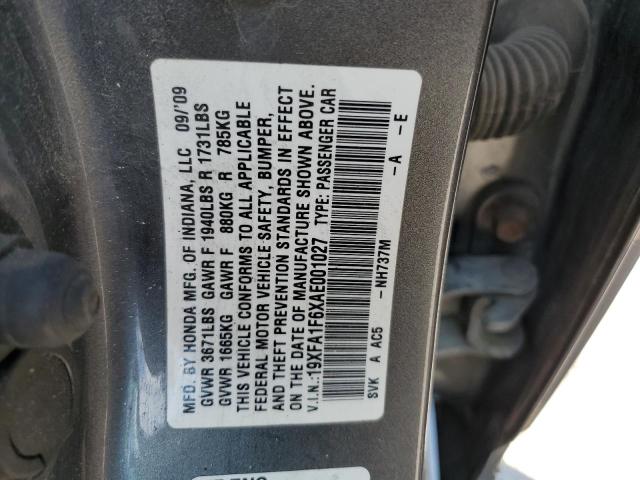 MFD. BY HONDA MFG. OF INDIANA, LLC 09/'09
GVWR 3671LBS GAWR F 1940LBS R 1731LBS
GVWR 1665KG GAWR F 880KG R 785KG
THIS VEHICLE CONFORMS TO ALL APPLICABLE
FEDERAL MOTOR VEHICLE SAFETY, BUMPER,
AND THEFT PREVENTION STANDARDS IN EFFECT
ON THE DATE OF MANUFACTURE SHOWN ABOVE.
V.I.N.:19XFA1F6XAE001027 TYPE: PASSENGER CAR
SVK A AC5 -NH737M -A -E